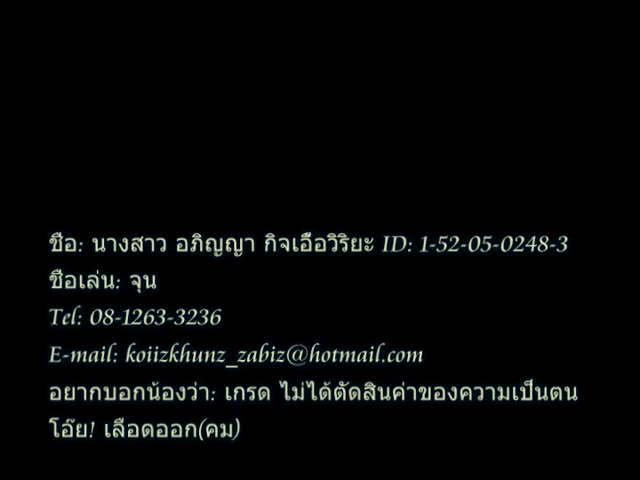 ชื่อ: นางสาว อภิญญา กิจเอื้อวิริยะ ID: 1-52-05-0248-3
ชื่อเล่น: จุน
Tel: 08-1263-3236
E-mail: koiizkhunz_zabiz@hotmail.com
อยากบอกน้องว่า: เกรด ไม่ได้ตัดสินค่าของความเป็นตน
โอ๊ย! เลือดออก(คม)